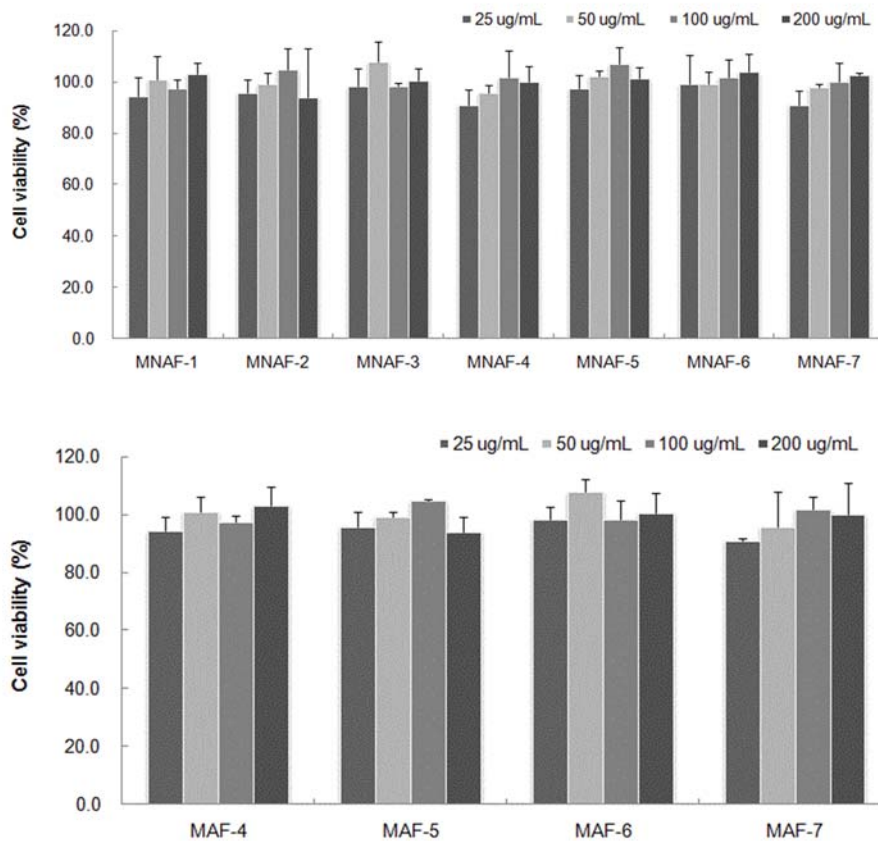 25 ug/mL 50 ug/mL 100 ug/mL 200 ug/mL
120.0
100.0
80.0
60.0
40.0
20.0
0.0
Cell viability (%)
MNAF-1 MNAF-2 MNAF-3 MNAF-4 MNAF-5 MNAF-6 MNAF-7
25 ug/mL 50 ug/mL 100 ug/mL 200 ug/mL
120.0
100.0
80.0
60.0
40.0
20.0
0.0
Cell viability (%)
MAF-4 MAF-5 MAF-6 MAF-7